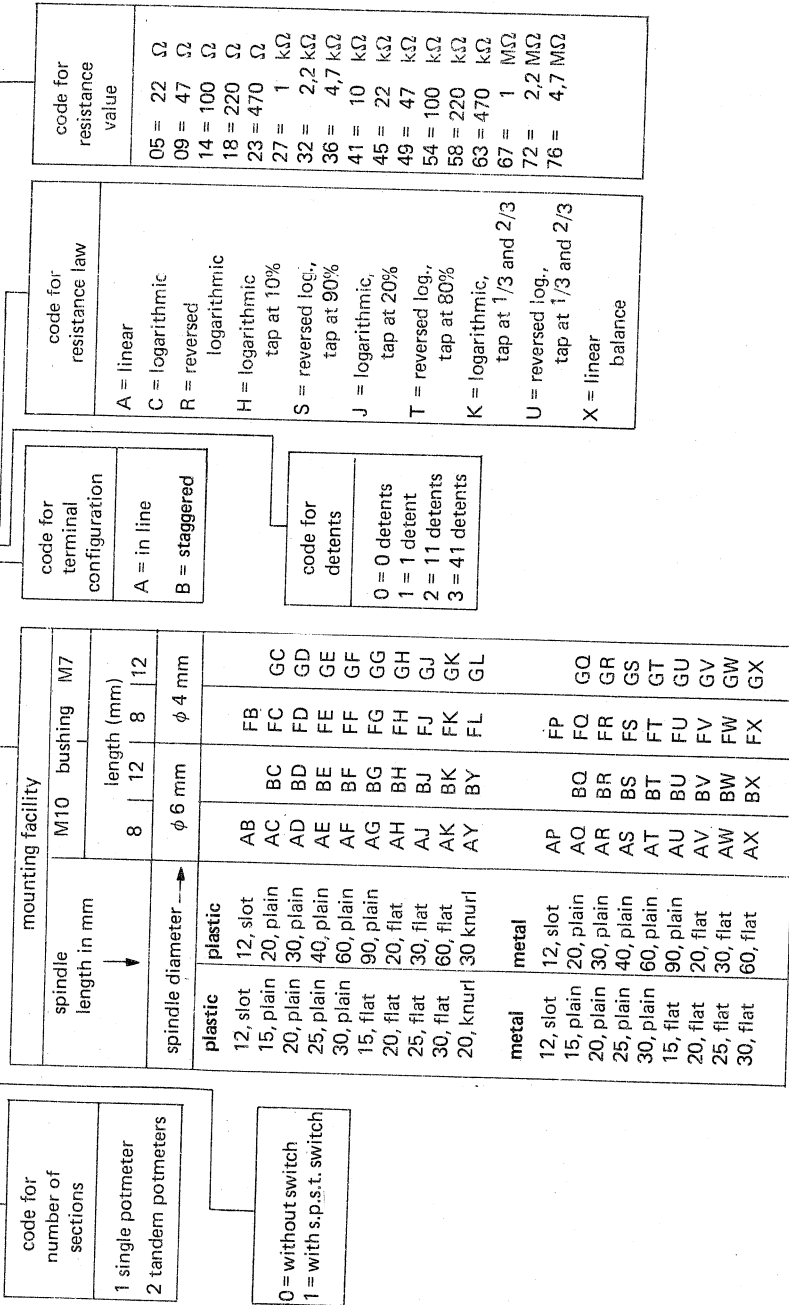 code for
number of
sections
1 single potmeter
2 tandem potmeters
0 = without switch
1 = with s.p.s.t. switch
mounting facility
spindle
length in mm
M10 bushing M7
length (mm)
8 12 8 12
spindle diameter → ϕ 6 mm ϕ 4 mm
plastic plastic
12, slot 12, slot AB FB
15, plain 20, plain AC BC FC GC
20, plain 30, plain AD BD FD GD
25, plain 40, plain AE BE FE GE
30, plain 60, plain AF BF FF GF
15, flat 90, plain AG BG FG GG
20, flat 20, flat AH BH FH GH
25, flat 30, flat AJ BJ FJ GJ
30, flat 60, flat AK BK FK GK
20, knurl 30 knurl AY BY FL GL
metal metal
12, slot 12, slot AP FP
15, plain 20, plain AQ BQ FQ GQ
20, plain 30, plain AR BR FR GR
25, plain 40, plain AS BS FS GS
30, plain 60, plain AT BT FT GT
15, flat 90, plain AU BU FU GU
20, flat 20, flat AV BV FV GV
25, flat 30, flat AW BW FW GW
30, flat 60, flat AX BX FX GX
code for
terminal
configuration
A = in line
B = staggered
code for
detents
0 = 0 detents
1 = 1 detent
2 = 11 detents
3 = 41 detents
code for
resistance law
A = linear
C = logarithmic
R = reversed
logarithmic
H = logarithmic
tap at 10%
S = reversed log.,
tap at 90%
J = logarithmic,
tap at 20%
T = reversed log.,
tap at 80%
K = logarithmic,
tap at 1/3 and 2/3
U = reversed log.,
tap at 1/3 and 2/3
X = linear
balance
code for
resistance
value
05 = 22 Ω
09 = 47 Ω
14 = 100 Ω
18 = 220 Ω
23 = 470 Ω
27 = 1 kΩ
32 = 2,2 kΩ
36 = 4,7 kΩ
41 = 10 kΩ
45 = 22 kΩ
49 = 47 kΩ
54 = 100 kΩ
58 = 220 kΩ
63 = 470 kΩ
67 = 1 MΩ
72 = 2,2 MΩ
76 = 4,7 MΩ